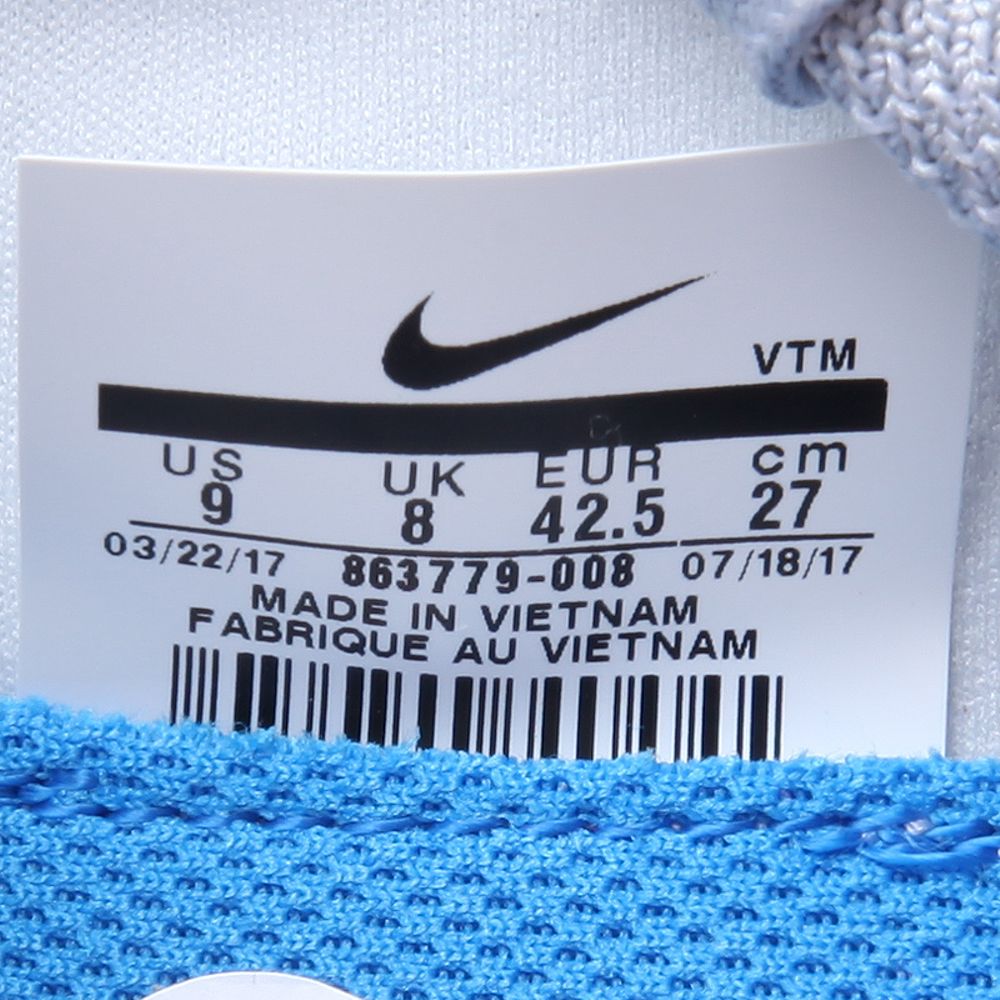 VTM
US UK EUR cm
9 8 42.5 27
03/22/17 863779-008 07/18/17
MADE IN VIETNAM
FABRIQUE AU VIETNAM